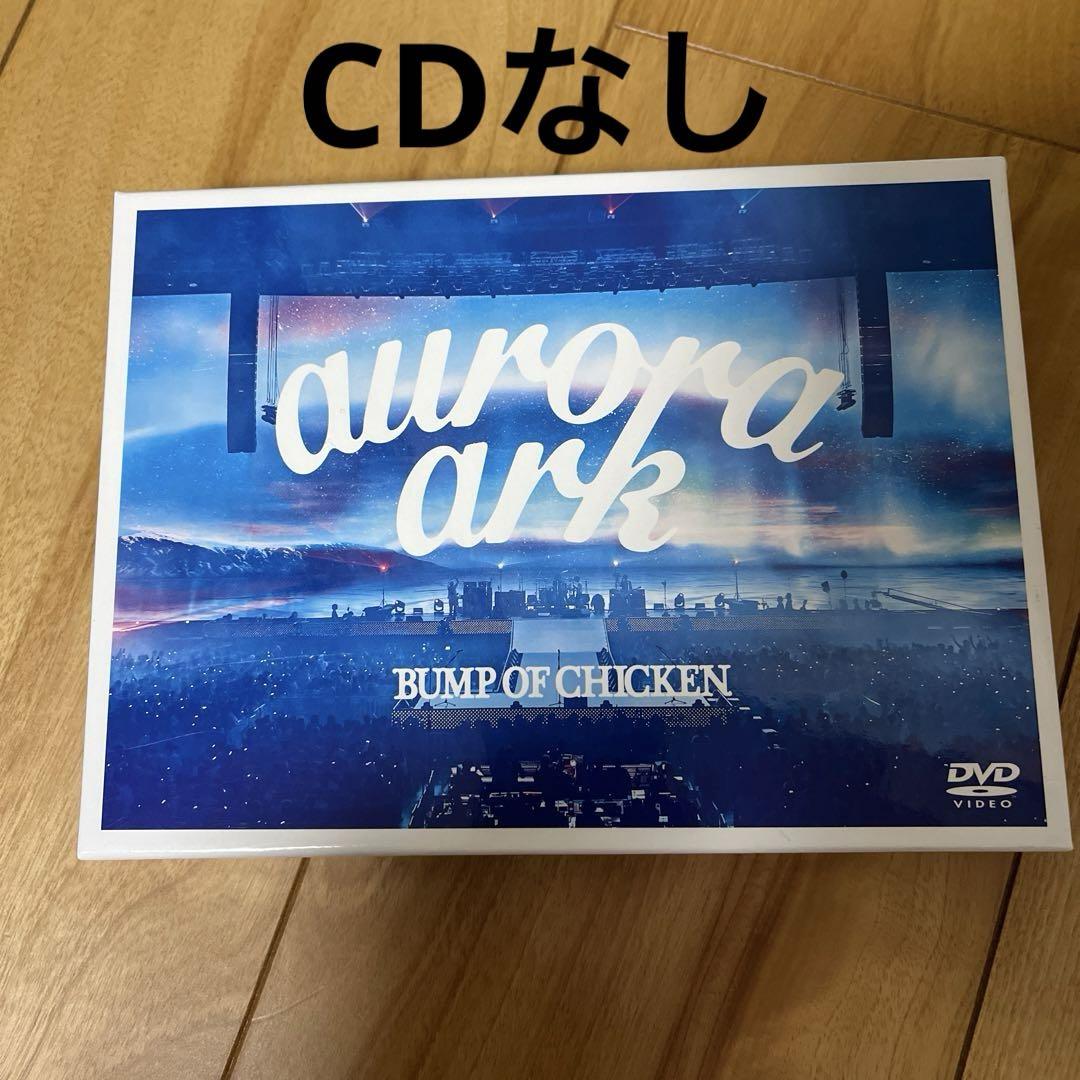 CDなし
aurora
ark
BUMP OF CHICKEN
DVD
VIDEO